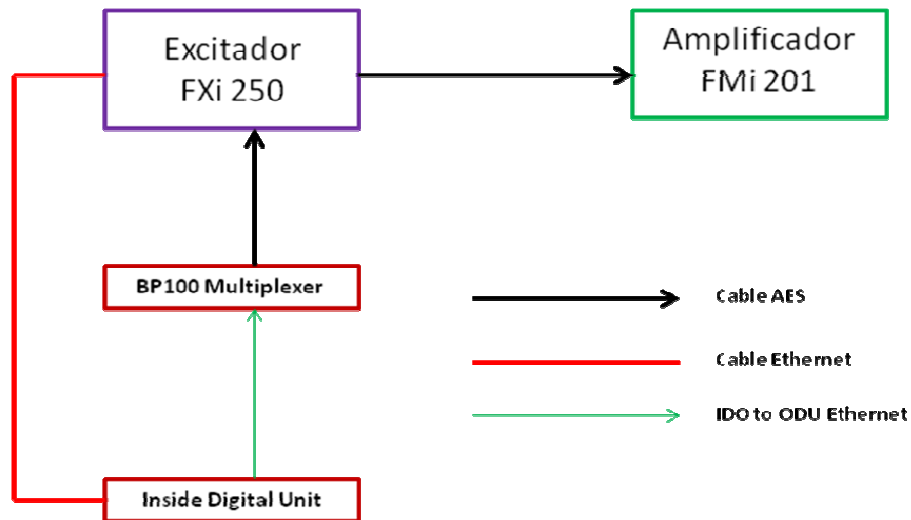 Excitador
FXi 250
Amplificador
FMi 201
BP100 Multiplexer
Cable AES
Cable Ethernet
IDO to ODU Ethernet
Inside Digital Unit